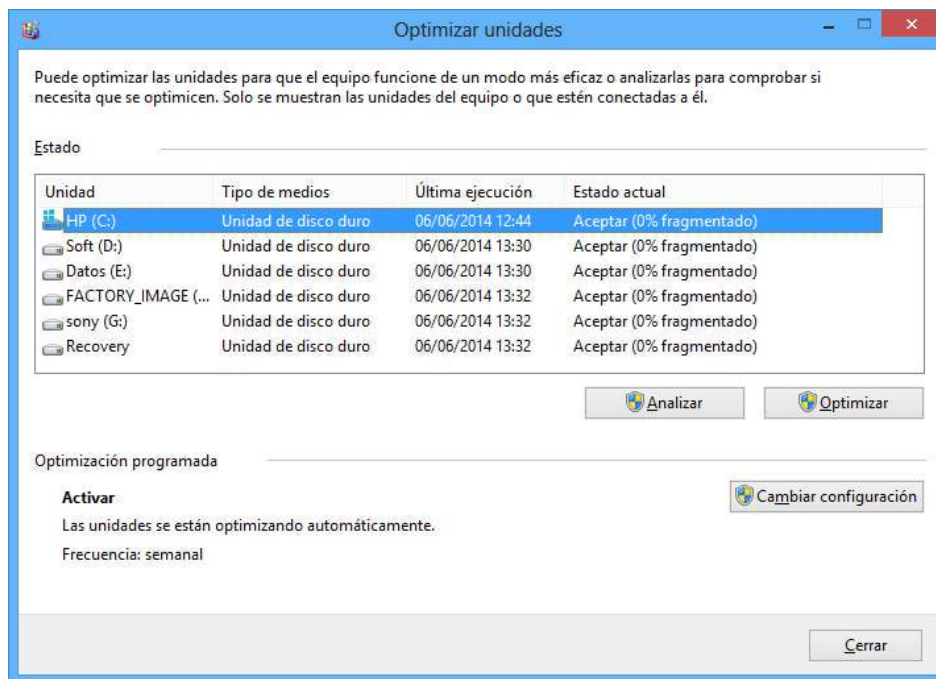 Optimizar unidades
Puede optimizar las unidades para que el equipo funcione de un modo más eficaz o analizarlas para comprobar si
necesita que se optimicen. Solo se muestran las unidades del equipo o que estén conectadas a él.
Estado
Unidad Tipo de medios Última ejecución Estado actual
HP (C:) Unidad de disco duro 06/06/2014 12:44 Aceptar (0% fragmentado)
Soft (D:) Unidad de disco duro 06/06/2014 13:30 Aceptar (0% fragmentado)
Datos (E:) Unidad de disco duro 06/06/2014 13:30 Aceptar (0% fragmentado)
FACTORY_IMAGE (... Unidad de disco duro 06/06/2014 13:32 Aceptar (0% fragmentado)
sony (G:) Unidad de disco duro 06/06/2014 13:32 Aceptar (0% fragmentado)
Recovery Unidad de disco duro 06/06/2014 13:32 Aceptar (0% fragmentado)
Analizar Optimizar
Optimización programada
Activar Cambiar configuración
Las unidades se están optimizando automáticamente.
Frecuencia: semanal
Cerrar